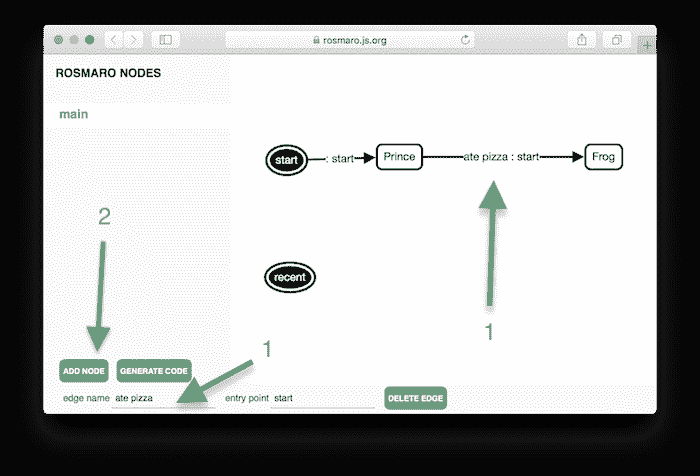 rosmaro.js.org
ROSMARO NODES
main
start
: start
Prince
ate pizza : start
Frog
2
recent
1
1
ADD NODE
GENERATE CODE
edge name
ate pizza
entry point
start
DELETE EDGE